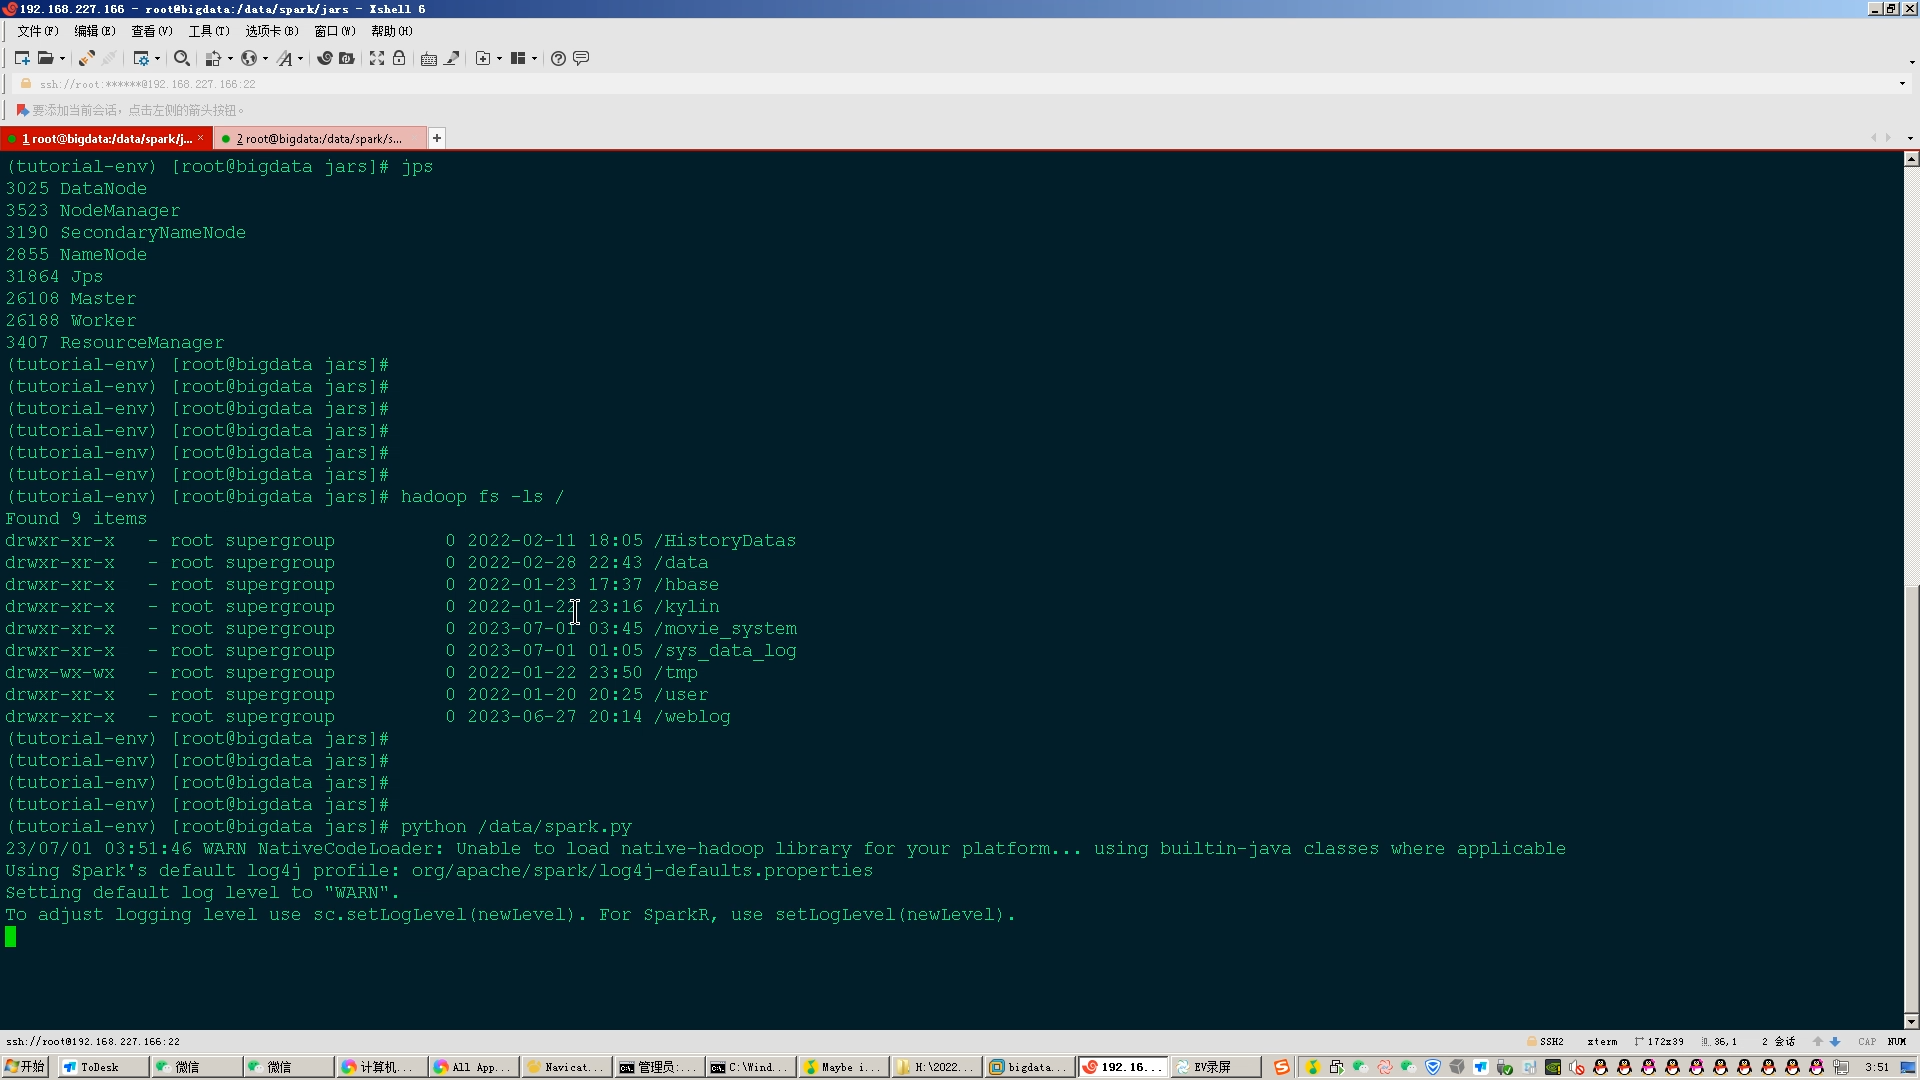 192.168.227.166 - root@bigdata:/data/spark/jars - Xshell 6
文件(F) 编辑(E) 查看(V) 工具(T) 选项卡(B) 窗口(W) 帮助(H)
ssh://root:******@192.168.227.166:22
要添加当前会话，点击左侧的箭头按钮。
1 root@bigdata:/data/spark/j... × 2 root@bigdata:/data/spark/s... +
(tutorial-env) [root@bigdata jars]# jps
3025 DataNode
3523 NodeManager
3190 SecondaryNameNode
2855 NameNode
31864 Jps
26108 Master
26188 Worker
3407 ResourceManager
(tutorial-env) [root@bigdata jars]#
(tutorial-env) [root@bigdata jars]#
(tutorial-env) [root@bigdata jars]#
(tutorial-env) [root@bigdata jars]#
(tutorial-env) [root@bigdata jars]#
(tutorial-env) [root@bigdata jars]#
(tutorial-env) [root@bigdata jars]# hadoop fs -ls /
Found 9 items
drwxr-xr-x - root supergroup 0 2022-02-11 18:05 /HistoryDatas
drwxr-xr-x - root supergroup 0 2022-02-28 22:43 /data
drwxr-xr-x - root supergroup 0 2022-01-23 17:37 /hbase
drwxr-xr-x - root supergroup 0 2022-01-22 23:16 /kylin
drwxr-xr-x - root supergroup 0 2023-07-01 03:45 /movie_system
drwxr-xr-x - root supergroup 0 2023-07-01 01:05 /sys_data_log
drwx-wx-wx - root supergroup 0 2022-01-22 23:50 /tmp
drwxr-xr-x - root supergroup 0 2022-01-20 20:25 /user
drwxr-xr-x - root supergroup 0 2023-06-27 20:14 /weblog
(tutorial-env) [root@bigdata jars]#
(tutorial-env) [root@bigdata jars]#
(tutorial-env) [root@bigdata jars]#
(tutorial-env) [root@bigdata jars]#
(tutorial-env) [root@bigdata jars]# python /data/spark.py
23/07/01 03:51:46 WARN NativeCodeLoader: Unable to load native-hadoop library for your platform... using builtin-java classes where applicable
Using Spark's default log4j profile: org/apache/spark/log4j-defaults.properties
Setting default log level to "WARN".
To adjust logging level use sc.setLogLevel(newLevel). For SparkR, use setLogLevel(newLevel).
ssh://root@192.168.227.166:22 SSH2 xterm 172x39 36,1 2 会话 CAP NUM
开始 ToDesk 微信 微信 计算机... All App... Navicat... 管理员:... C:\Wind... Maybe i... H:\2022... bigdata... 192.16... EV录屏 3:51